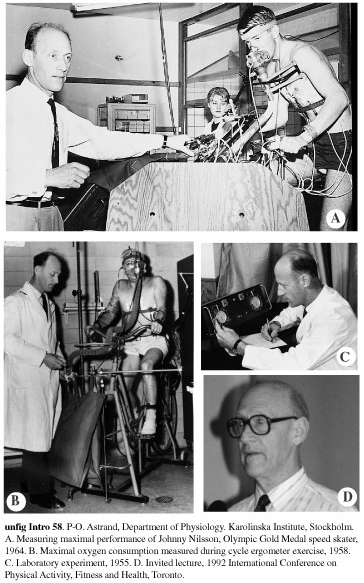 A
B
C
D
unfig Intro 58. P-O. Astrand, Department of Physiology. Karolinska Institute, Stockholm.
A. Measuring maximal performance of Johnny Nilsson, Olympic Gold Medal speed skater,
1964. B. Maximal oxygen consumption measured during cycle ergometer exercise, 1958.
C. Laboratory experiment, 1955. D. Invited lecture, 1992 International Conference on
Physical Activity, Fitness and Health, Toronto.